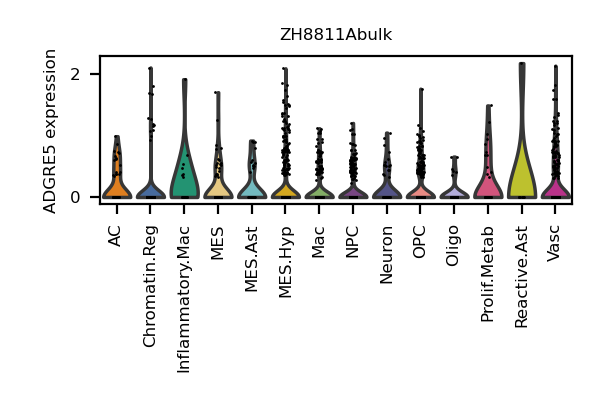 ZH8811Abulk
ADGRE5 expression
2
0
AC
Chromatin.Reg
Inflammatory.Mac
MES
MES.Ast
MES.Hyp
Mac
NPC
Neuron
OPC
Oligo
Prolif.Metab
Reactive.Ast
Vasc